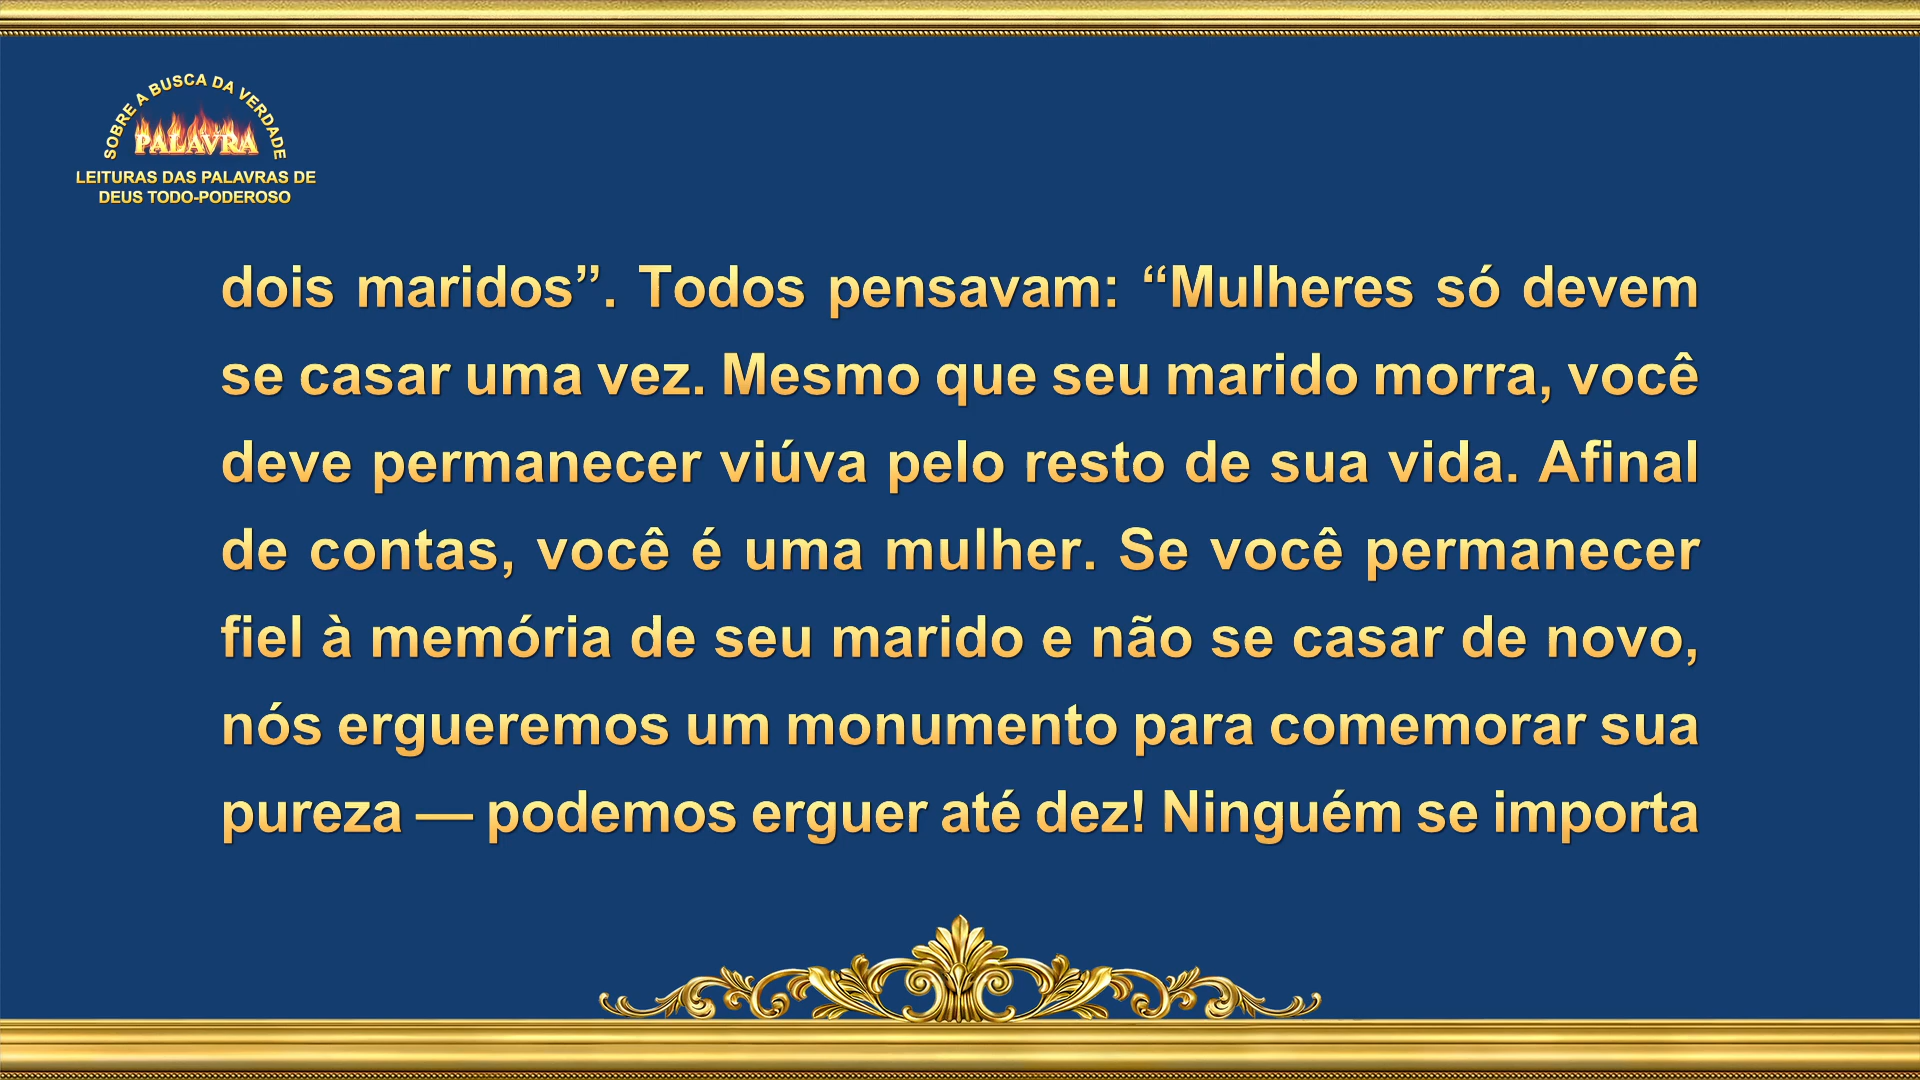 SOBRE A BUSCA DA VERDADE
PALAVRA
LEITURAS DAS PALAVRAS DE
DEUS TODO-PODEROSO
dois maridos”. Todos pensavam: “Mulheres só devem
se casar uma vez. Mesmo que seu marido morra, você
deve permanecer viúva pelo resto de sua vida. Afinal
de contas, você é uma mulher. Se você permanecer
fiel à memória de seu marido e não se casar de novo,
nós ergueremos um monumento para comemorar sua
pureza — podemos erguer até dez! Ninguém se importa